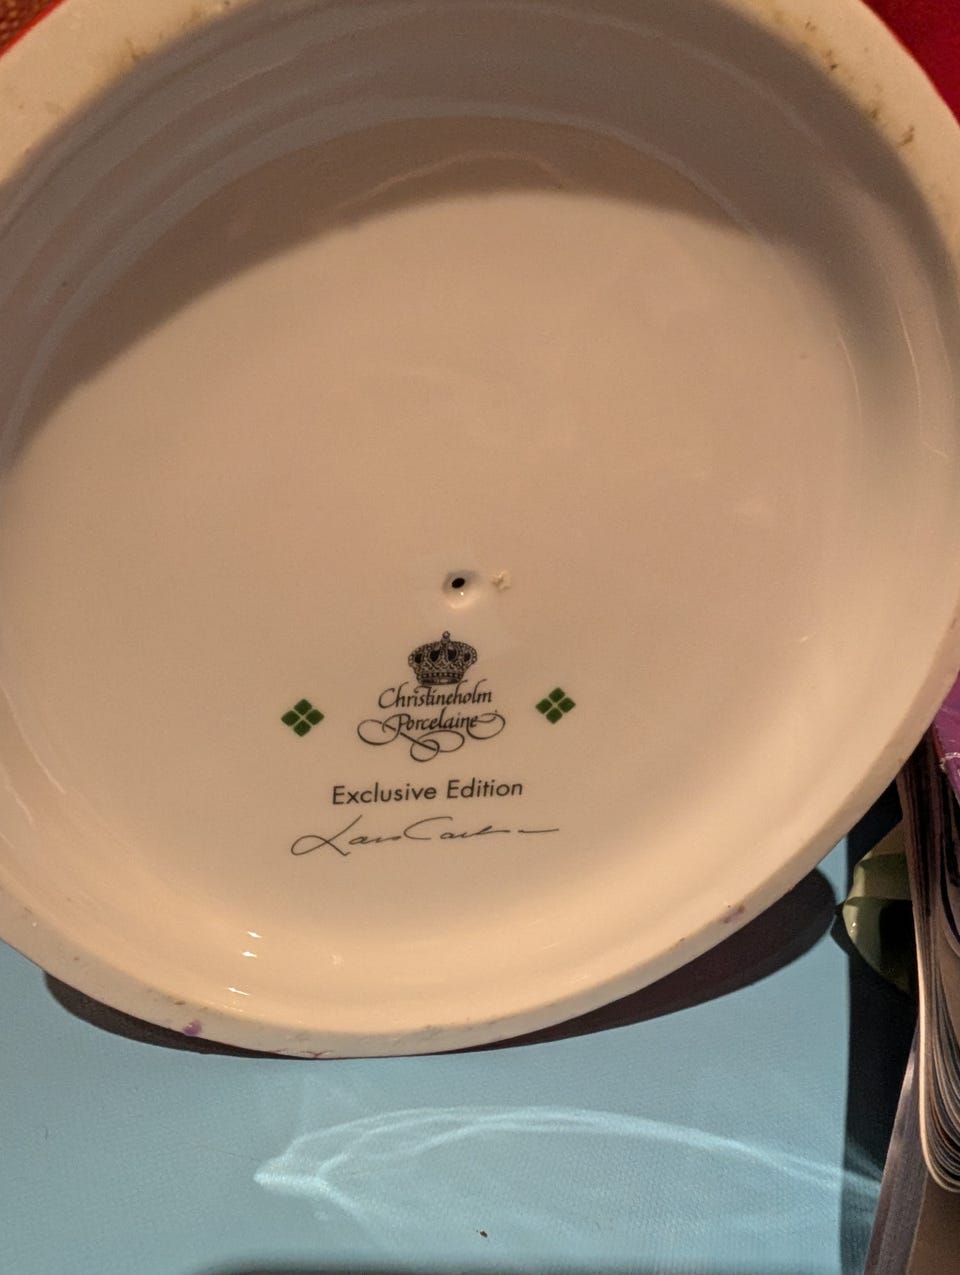 Christineholm
Porcelaine
Exclusive Edition